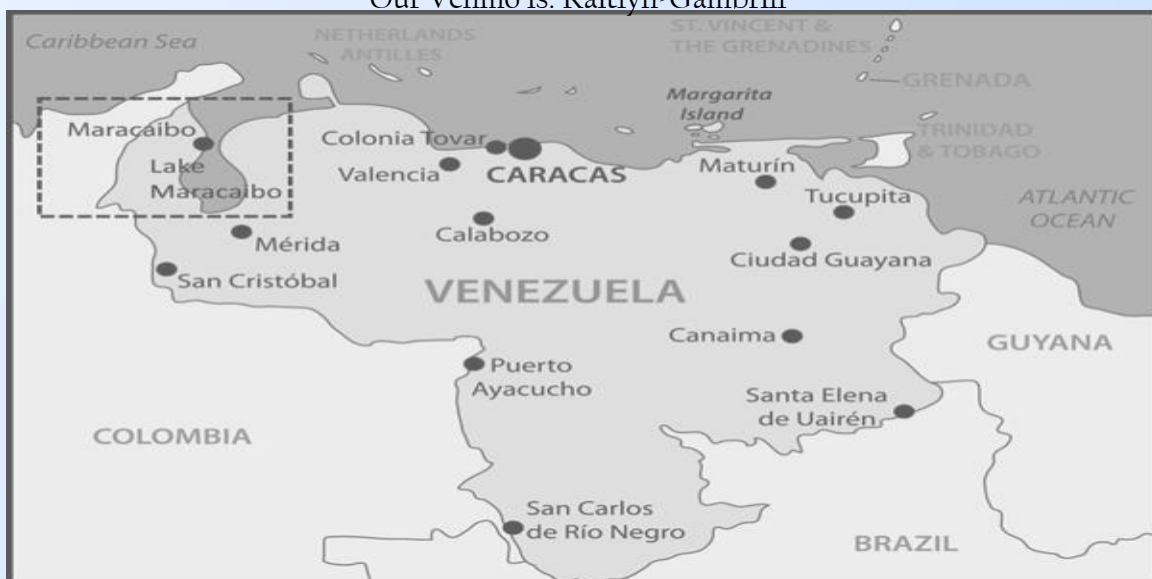 Our Venmo is: Kaitlyn-Gambrill
Caribbean Sea
NETHERLANDS
ANTILLES
ST. VINCENT &
THE GRENADINES
GRENADA
Margarita
Island
TRINIDAD
& TOBAGO
Maracaibo
Lake
Maracaibo
Colonia Tovar
Valencia
CARACAS
Maturín
Tucupita
ATLANTIC
OCEAN
Mérida
Calabozo
Ciudad Guayana
San Cristóbal
VENEZUELA
Canaima
GUYANA
Puerto
Ayacucho
Santa Elena
de Uairén
COLOMBIA
San Carlos
de Río Negro
BRAZIL